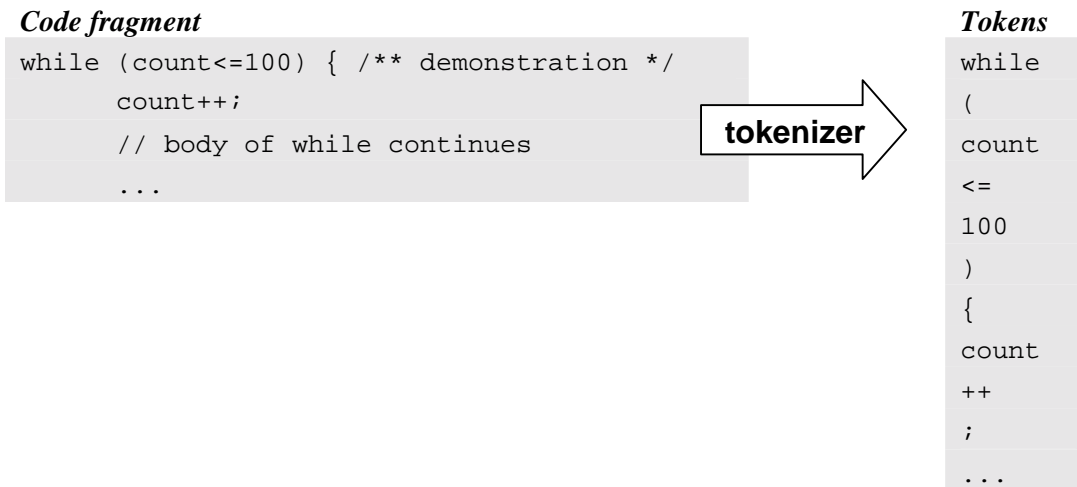 Code fragment
while (count<=100) { /** demonstration */
count++;
// body of while continues
...
tokenizer
Tokens
while
(
count
<=
100
)
{
count
++
;
...